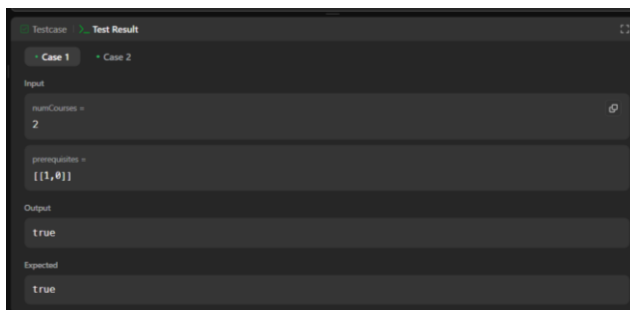 Testcase
Test Result
Case 1
Case 2
Input
numCourses =
2
prerequisites =
[[1,0]]
Output
true
Expected
true